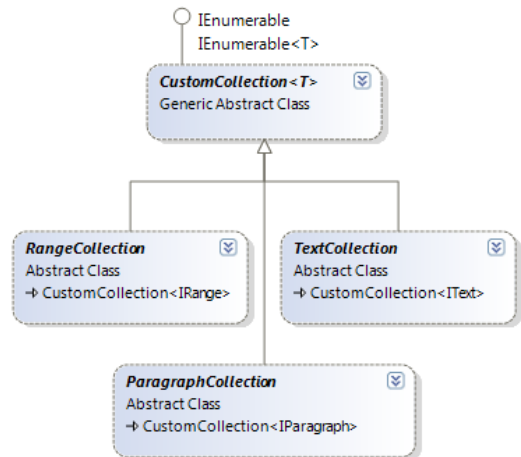 IEnumerable
IEnumerable<T>
CustomCollection<T>
Generic Abstract Class
RangeCollection
Abstract Class
CustomCollection<IRange>
TextCollection
Abstract Class
CustomCollection<IText>
ParagraphCollection
Abstract Class
CustomCollection<IParagraph>